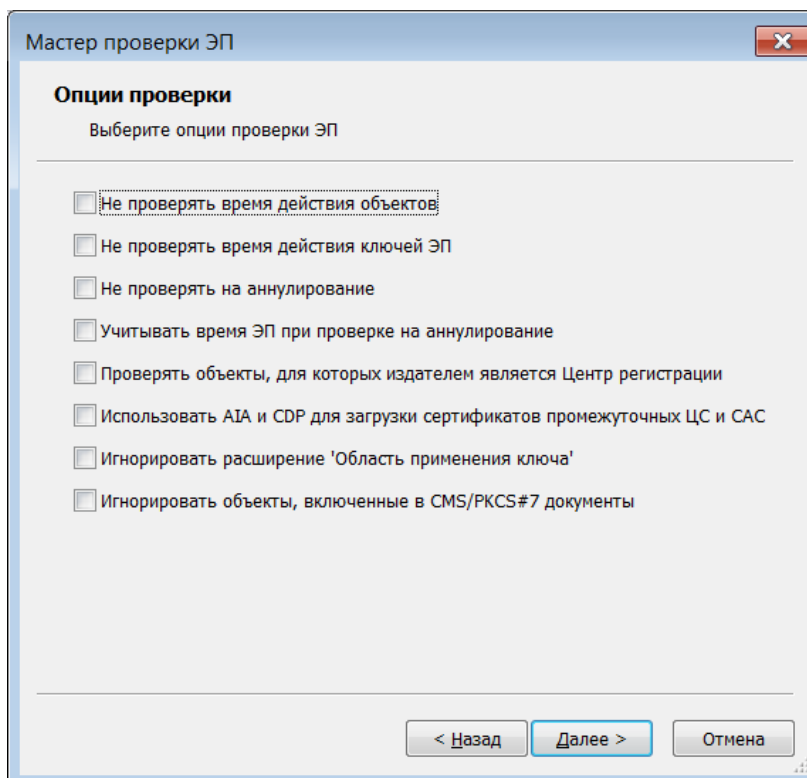 Мастер проверки ЭП
Опции проверки
Выберите опции проверки ЭП
Не проверять время действия объектов
Не проверять время действия ключей ЭП
Не проверять на аннулирование
Учитывать время ЭП при проверке на аннулирование
Проверять объекты, для которых издателем является Центр регистрации
Использовать AIA и CDP для загрузки сертификатов промежуточных ЦС и САС
Игнорировать расширение 'Область применения ключа'
Игнорировать объекты, включенные в CMS/PKCS#7 документы
< Назад Далее > Отмена